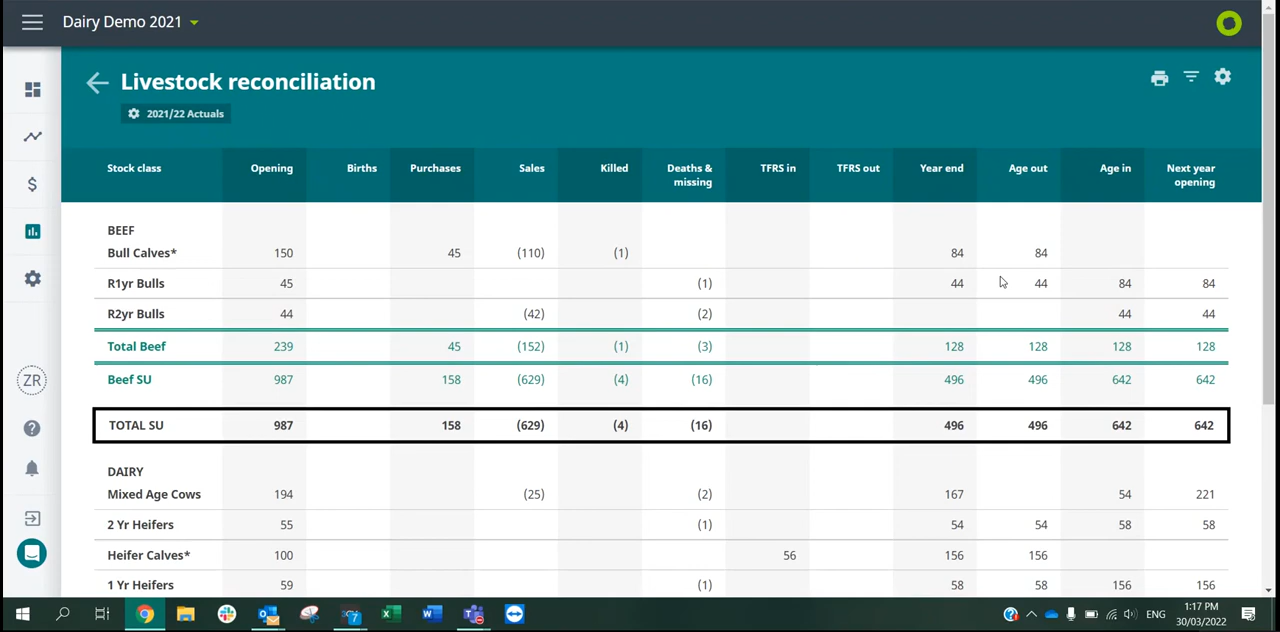 Dairy Demo 2021
Livestock reconciliation
2021/22 Actuals
Stock class Opening Births Purchases Sales Killed Deaths & missing TFRS in TFRS out Year end Age out Age in Next year opening
BEEF
Bull Calves* 150 45 (110) (1) 84 84
R1yr Bulls 45 (1) 44 44 84 84
R2yr Bulls 44 (42) (2) 44 44
Total Beef 239 45 (152) (1) (3) 128 128 128 128
Beef SU 987 158 (629) (4) (16) 496 496 642 642
TOTAL SU 987 158 (629) (4) (16) 496 496 642 642
DAIRY
Mixed Age Cows 194 (25) (2) 167 54 221
2 Yr Heifers 55 (1) 54 54 58 58
Heifer Calves* 100 56 156 156
1 Yr Heifers 59 (1) 58 58 156 156
ZR
ENG
1:17 PM
30/03/2022